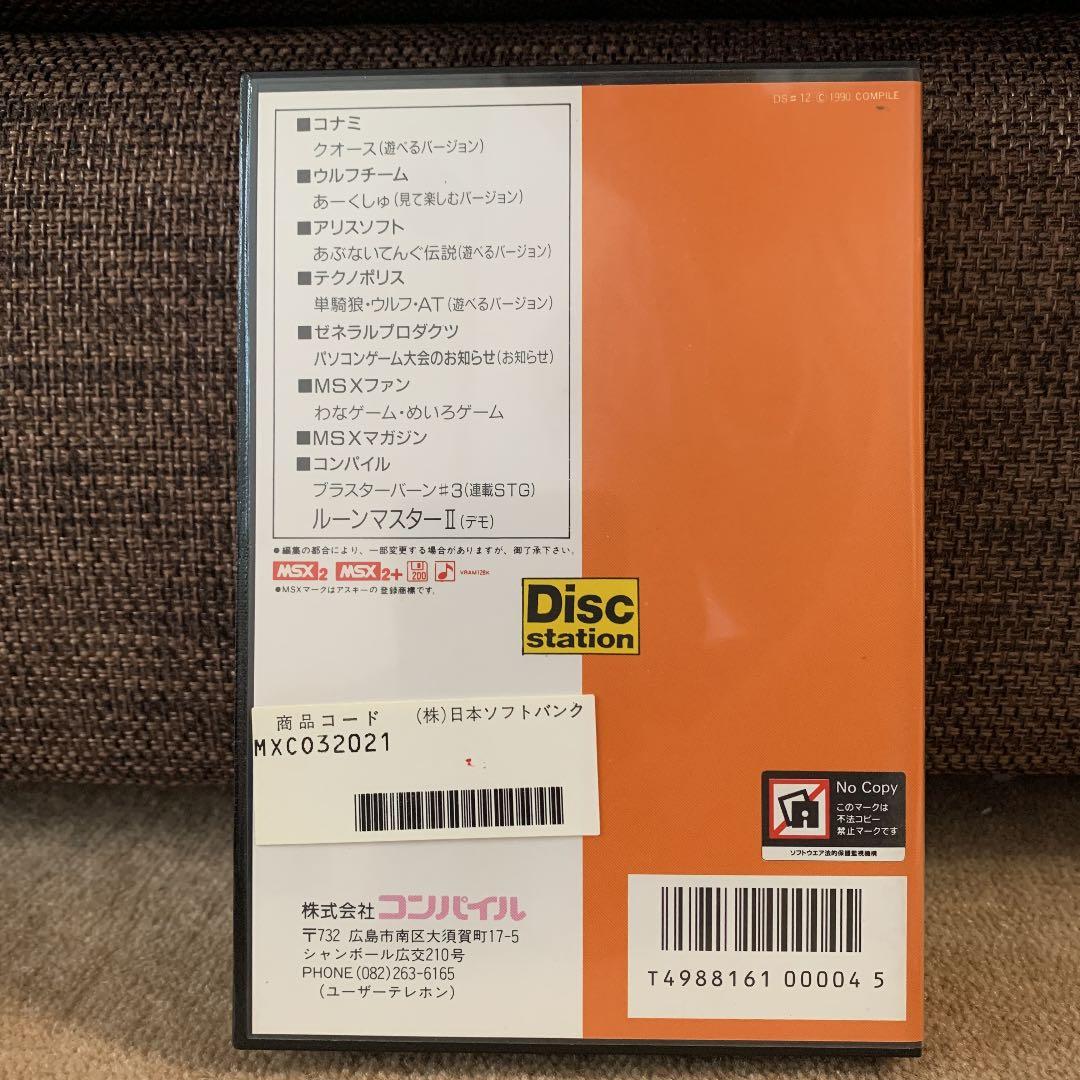 DS#12 © 1990 COMPILE
■コナミ
クオース(遊べるバージョン)
■ウルフチーム
あーくしゅ(見て楽しむバージョン)
■アリスソフト
あぶないてんぐ伝説(遊べるバージョン)
■テクノポリス
単騎狼・ウルフ・AT(遊べるバージョン)
■ゼネラルプロダクツ
パソコンゲーム大会のお知らせ(お知らせ)
■MSXファン
わなゲーム・めいろゲーム
■MSXマガジン
■コンパイル
ブラスターバーン#3(連載STG)
ルーンマスターII(デモ)
●編集の都合により、一部変更する場合がありますが、御了承下さい。
MSX2 MSX2+ 200 VRAM128K
●MSXマークはアスキーの登録商標です。
Disc
station
商品コード (株)日本ソフトバンク
MXC032021
No Copy
このマークは
不法コピー
禁止マークです
ソフトウエア法的保護監視機構
株式会社コンパイル
〒732 広島市南区大須賀町17-5
シャンボール広交210号
PHONE(082)263-6165
(ユーザーテレホン)
T4988161 00004 5